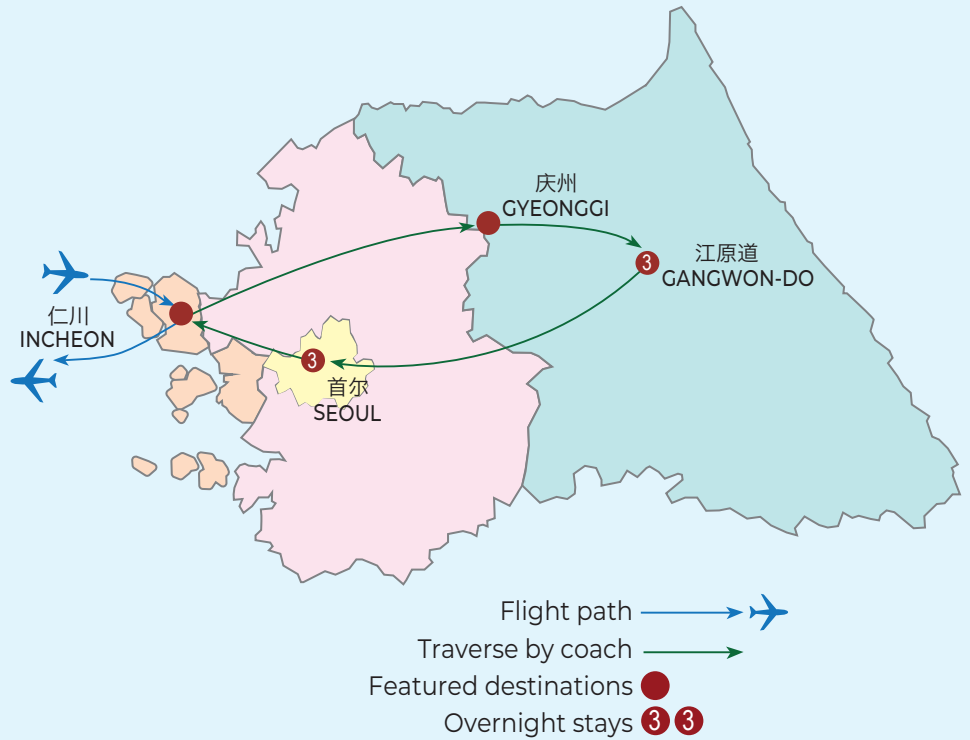 庆州
GYEONGGI
江原道
GANGWON-DO
3
仁川
INCHEON
3
首尔
SEOUL
Flight path
Traverse by coach
Featured destinations
Overnight stays 3 3